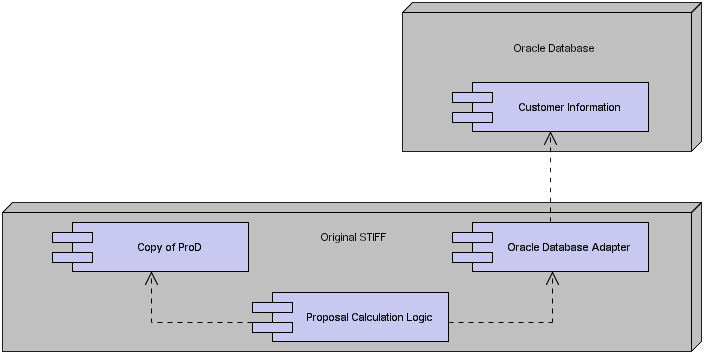 Oracle Database
Customer Information
Original STIFF
Copy of ProD
Oracle Database Adapter
Proposal Calculation Logic